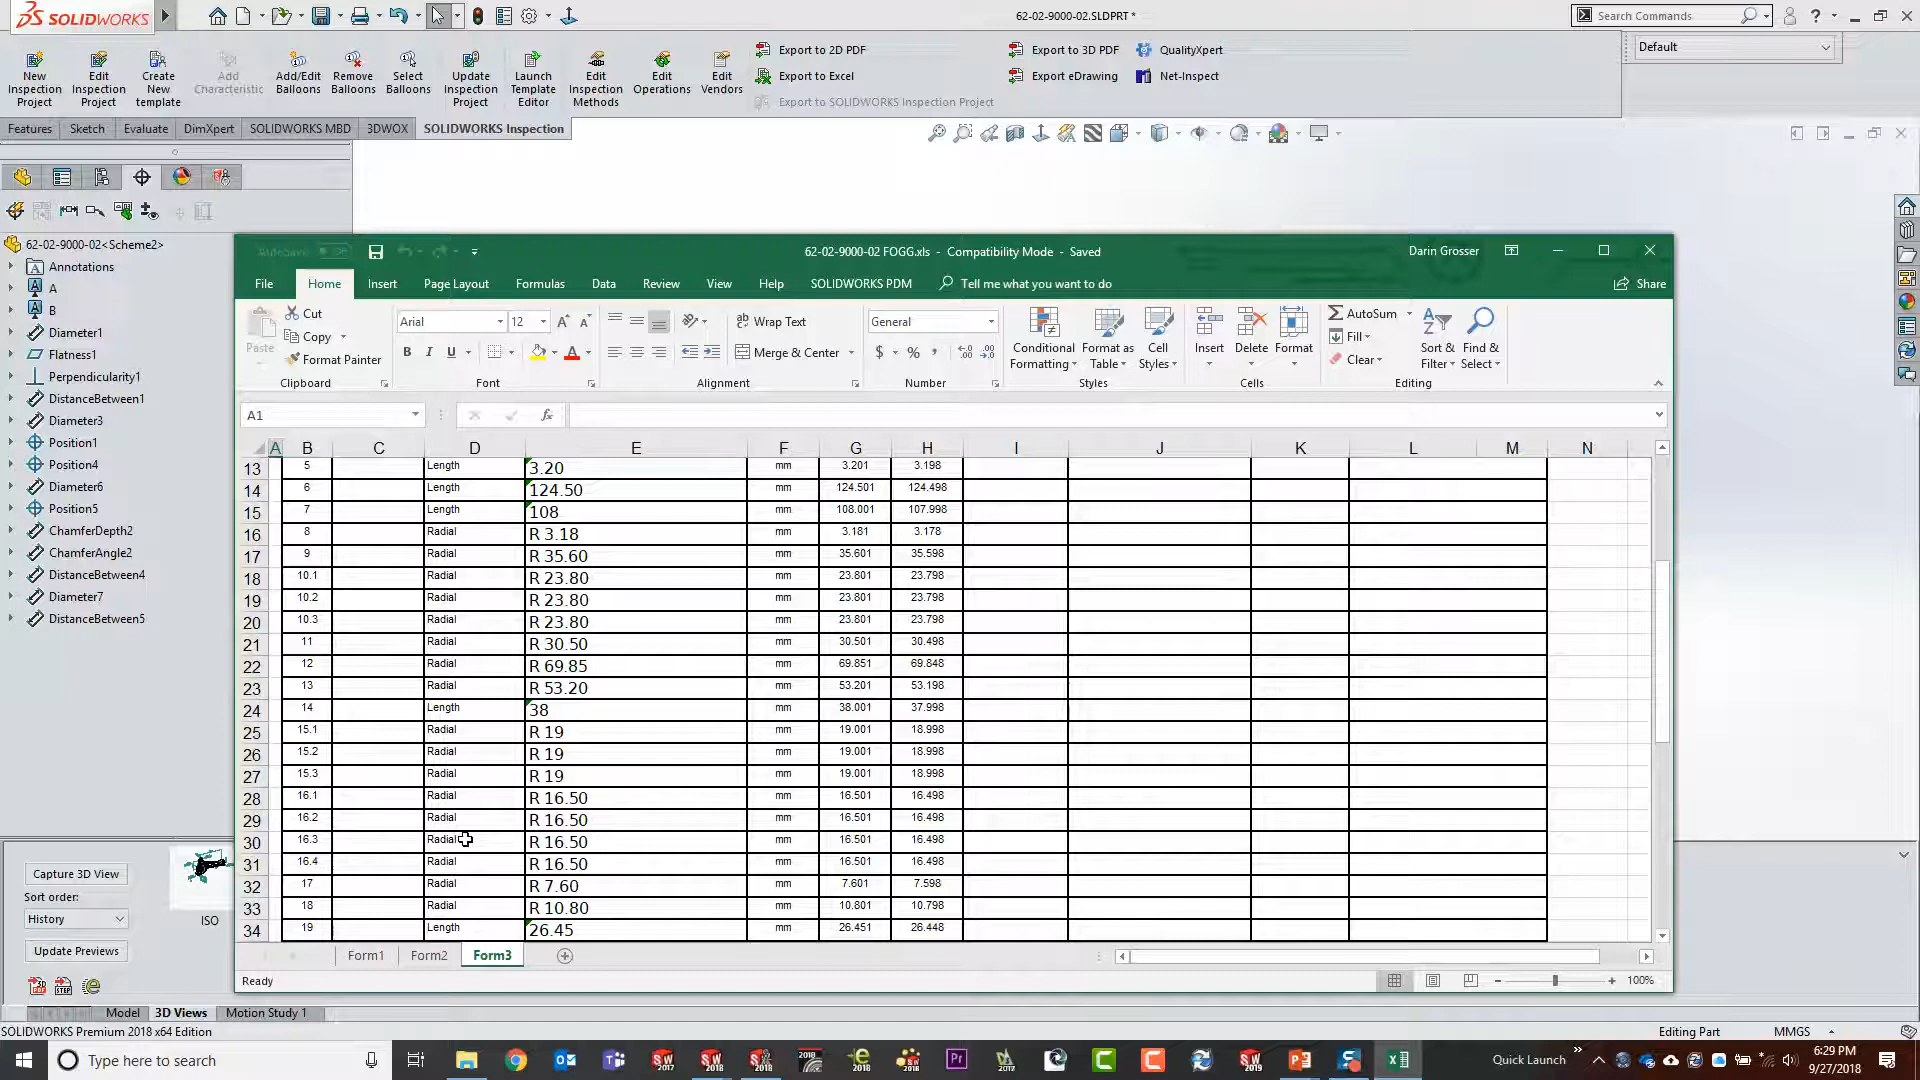 SOLIDWORKS
62-02-9000-02.SLDPRT *
Search Commands
New Inspection Project
Edit Inspection Project
Create New template
Add Characteristic
Add/Edit Balloons
Remove Balloons
Select Balloons
Update Inspection Project
Launch Template Editor
Edit Inspection Methods
Edit Operations
Edit Vendors
Export to 2D PDF
Export to Excel
Export to SOLIDWORKS Inspection Project
Export to 3D PDF
Export eDrawing
QualityXpert
Net-Inspect
Default
Features Sketch Evaluate DimXpert SOLIDWORKS MBD 3DWOX SOLIDWORKS Inspection
62-02-9000-02<Scheme2>
Annotations
A
B
Diameter1
Flatness1
Perpendicularity1
DistanceBetween1
Diameter3
Position1
Position4
Diameter6
Position5
ChamferDepth2
ChamferAngle2
DistanceBetween4
Diameter7
DistanceBetween5
Capture 3D View
Sort order:
History
Update Previews
ISO
AutoSave Off
62-02-9000-02 FOGG.xls - Compatibility Mode - Saved
Darin Grosser
File Home Insert Page Layout Formulas Data Review View Help SOLIDWORKS PDM Tell me what you want to do Share
Paste
Cut
Copy
Format Painter
Clipboard
Arial 12
B I U
Font
Wrap Text
Merge & Center
Alignment
General
$ % ,
Number
Conditional Formatting
Format as Table
Cell Styles
Styles
Insert Delete Format
Cells
AutoSum
Fill
Clear
Sort & Filter
Find & Select
Editing
A1 fx
A B C D E F G H I J K L M N
13 5 Length 3.20 mm 3.201 3.198
14 6 Length 124.50 mm 124.501 124.498
15 7 Length 108 mm 108.001 107.998
16 8 Radial R 3.18 mm 3.181 3.178
17 9 Radial R 35.60 mm 35.601 35.598
18 10.1 Radial R 23.80 mm 23.801 23.798
19 10.2 Radial R 23.80 mm 23.801 23.798
20 10.3 Radial R 23.80 mm 23.801 23.798
21 11 Radial R 30.50 mm 30.501 30.498
22 12 Radial R 69.85 mm 69.851 69.848
23 13 Radial R 53.20 mm 53.201 53.198
24 14 Length 38 mm 38.001 37.998
25 15.1 Radial R 19 mm 19.001 18.998
26 15.2 Radial R 19 mm 19.001 18.998
27 15.3 Radial R 19 mm 19.001 18.998
28 16.1 Radial R 16.50 mm 16.501 16.498
29 16.2 Radial R 16.50 mm 16.501 16.498
30 16.3 Radial R 16.50 mm 16.501 16.498
31 16.4 Radial R 16.50 mm 16.501 16.498
32 17 Radial R 7.60 mm 7.601 7.598
33 18 Radial R 10.80 mm 10.801 10.798
34 19 Length 26.45 mm 26.451 26.448
Form1 Form2 Form3
Ready
100%
Model 3D Views Motion Study 1
SOLIDWORKS Premium 2018 x64 Edition
Editing Part
MMGS
Type here to search
Quick Launch
6:29 PM
9/27/2018